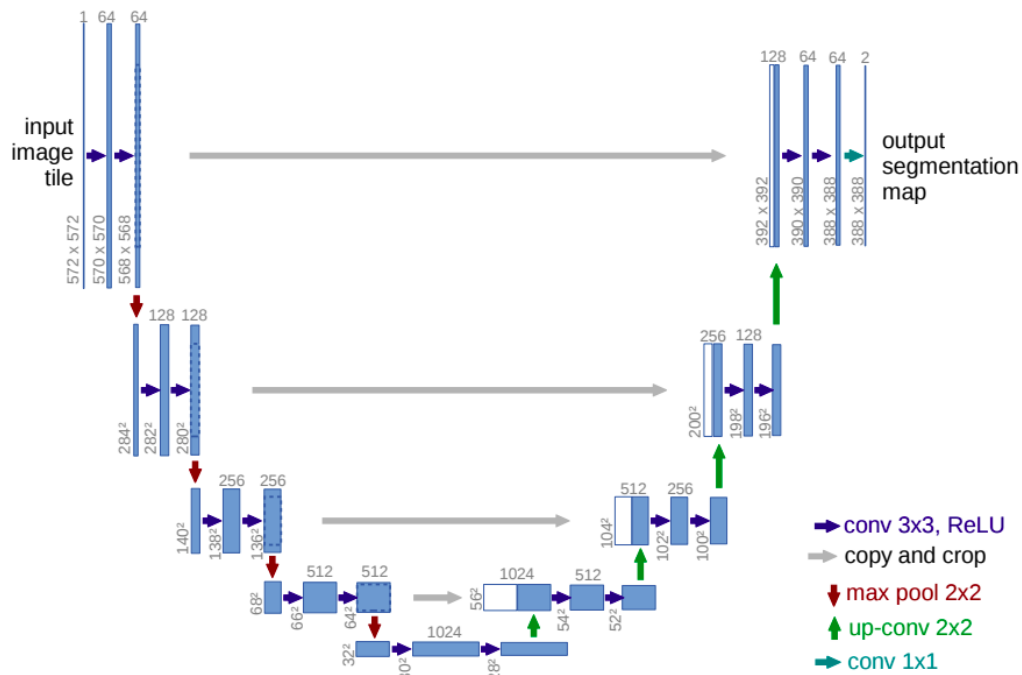 1 64 64
input
image
tile
572 x 572
570 x 570
568 x 568
128 64 64 2
output
segmentation
map
392 x 392
390 x 390
388 x 388
388 x 388
128 128
284²
282²
280²
256 128
200²
198²
196²
256 256
140²
138²
136²
512 256
104²
102²
100²
512 512
68²
66²
64²
1024 512
56²
54²
52²
1024
32²
30²
28²
conv 3x3, ReLU
copy and crop
max pool 2x2
up-conv 2x2
conv 1x1